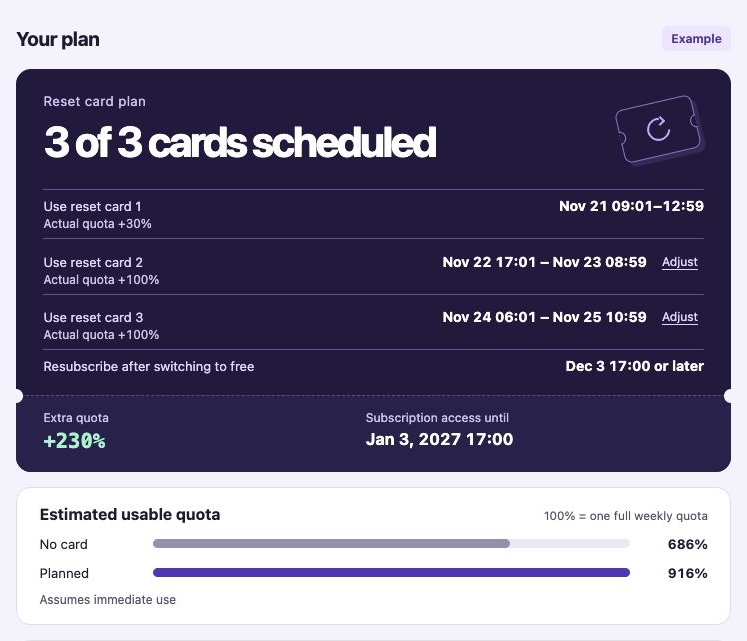 Your plan
Example
Reset card plan
3 of 3 cards scheduled
Use reset card 1
Nov 21 09:01–12:59
Actual quota +30%
Use reset card 2
Nov 22 17:01 – Nov 23 08:59
Adjust
Actual quota +100%
Use reset card 3
Nov 24 06:01 – Nov 25 10:59
Adjust
Actual quota +100%
Resubscribe after switching to free
Dec 3 17:00 or later
Extra quota
+230%
Subscription access until
Jan 3, 2027 17:00
Estimated usable quota
100% = one full weekly quota
No card
686%
Planned
916%
Assumes immediate use